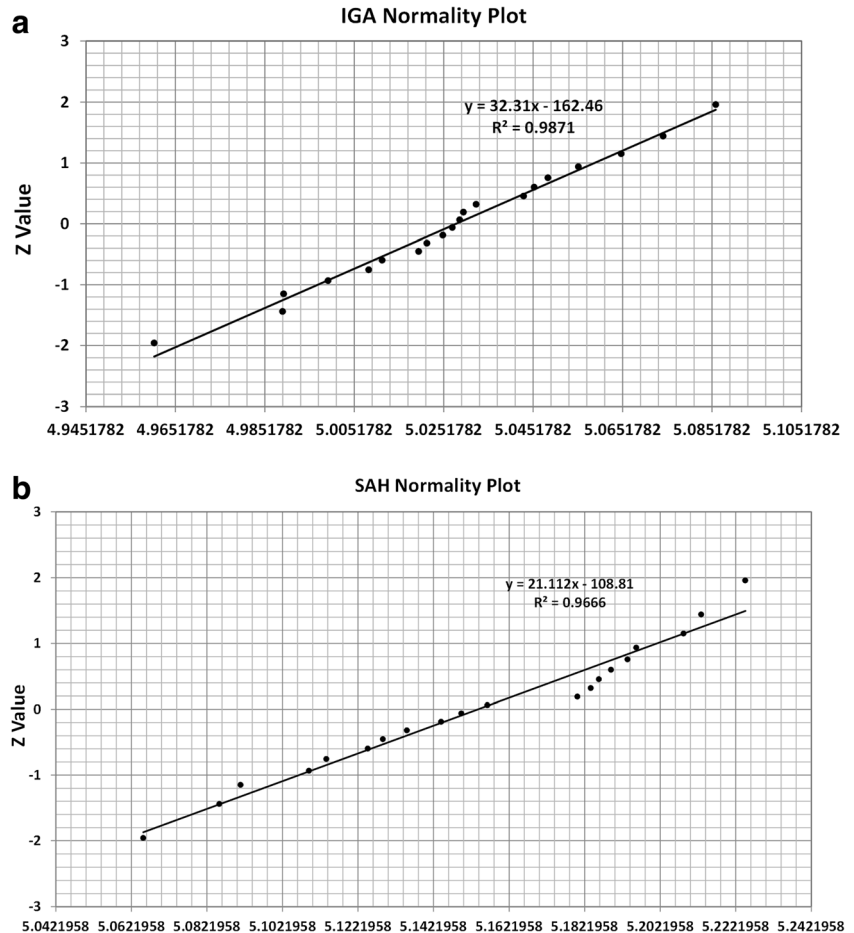 a
IGA Normality Plot
3
2
1
0
-1
-2
-3
Z Value
y = 32.31x - 162.46
R² = 0.9871
4.9451782 4.9651782 4.9851782 5.0051782 5.0251782 5.0451782 5.0651782 5.0851782 5.1051782
b
SAH Normality Plot
3
2
1
0
-1
-2
-3
Z Value
y = 21.112x - 108.81
R² = 0.9666
5.0421958 5.0621958 5.0821958 5.1021958 5.1221958 5.1421958 5.1621958 5.1821958 5.2021958 5.2221958 5.2421958